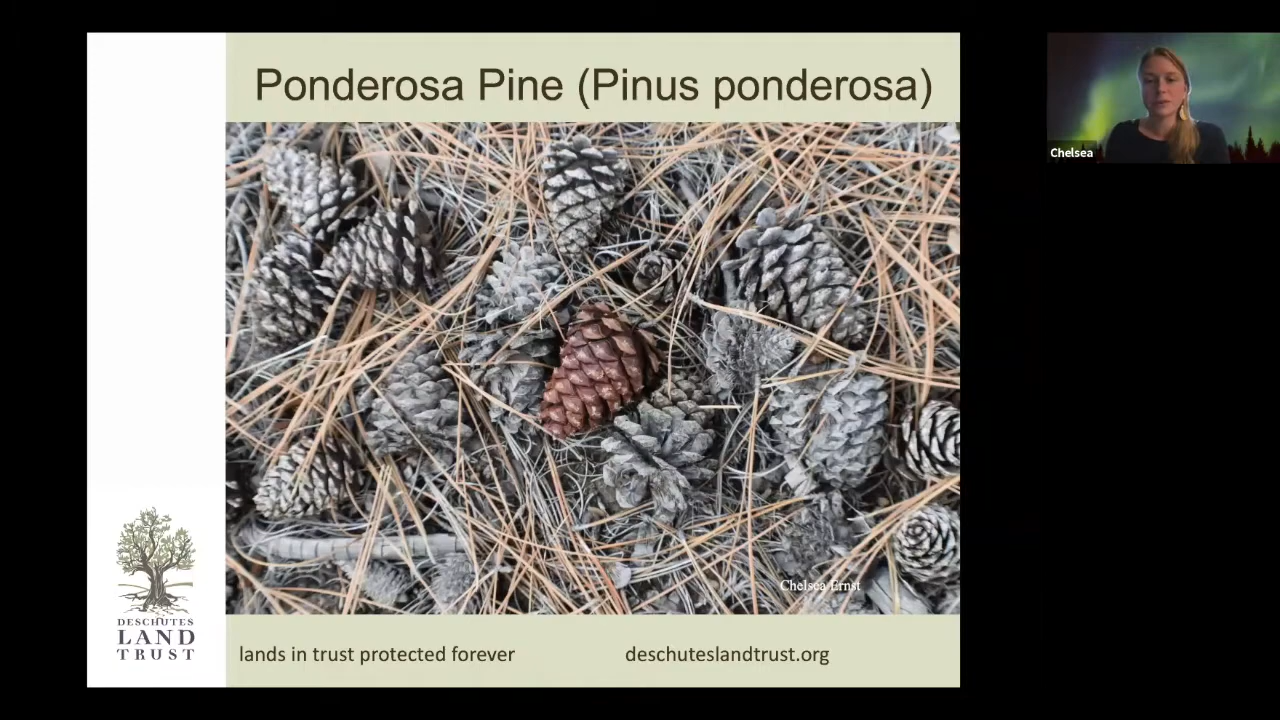 Ponderosa Pine (Pinus ponderosa)
Chelsea
Chelsea Ernst
DESCHUTES
LAND
TRUST
lands in trust protected forever
deschuteslandtrust.org